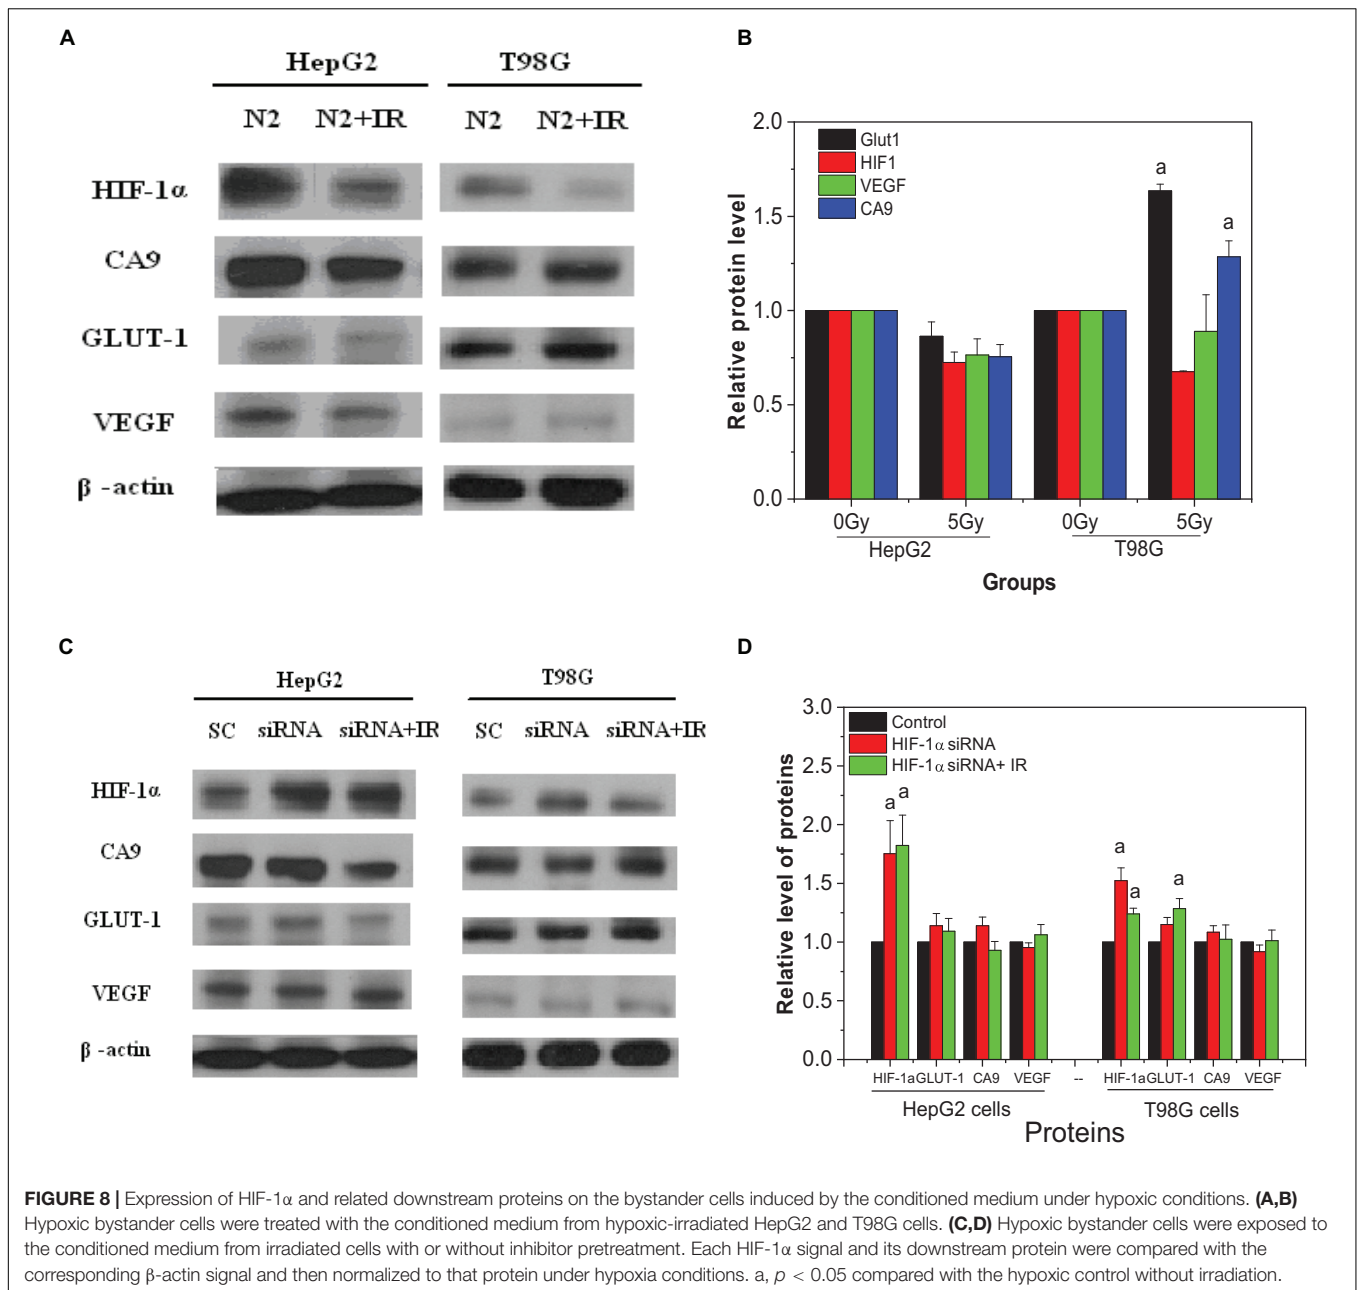 A
HepG2 T98G
N2 N2+IR N2 N2+IR
HIF-1α
CA9
GLUT-1
VEGF
β -actin
B
Relative protein level
2.0
1.5
1.0
0.5
0.0
Glut1
HIF1
VEGF
CA9
a
a
0Gy 5Gy 0Gy 5Gy
HepG2 T98G
Groups
C
HepG2 T98G
SC siRNA siRNA+IR SC siRNA siRNA+IR
HIF-1α
CA9
GLUT-1
VEGF
β -actin
D
Relative level of proteins
3.0
2.5
2.0
1.5
1.0
0.5
0.0
Control
HIF-1α siRNA
HIF-1α siRNA+ IR
a a
a a a
HIF-1a GLUT-1 CA9 VEGF -- HIF-1a GLUT-1 CA9 VEGF
HepG2 cells T98G cells
Proteins
FIGURE 8 | Expression of HIF-1α and related downstream proteins on the bystander cells induced by the conditioned medium under hypoxic conditions. (A,B)
Hypoxic bystander cells were treated with the conditioned medium from hypoxic-irradiated HepG2 and T98G cells. (C,D) Hypoxic bystander cells were exposed to
the conditioned medium from irradiated cells with or without inhibitor pretreatment. Each HIF-1α signal and its downstream protein were compared with the
corresponding β-actin signal and then normalized to that protein under hypoxia conditions. a, p < 0.05 compared with the hypoxic control without irradiation.